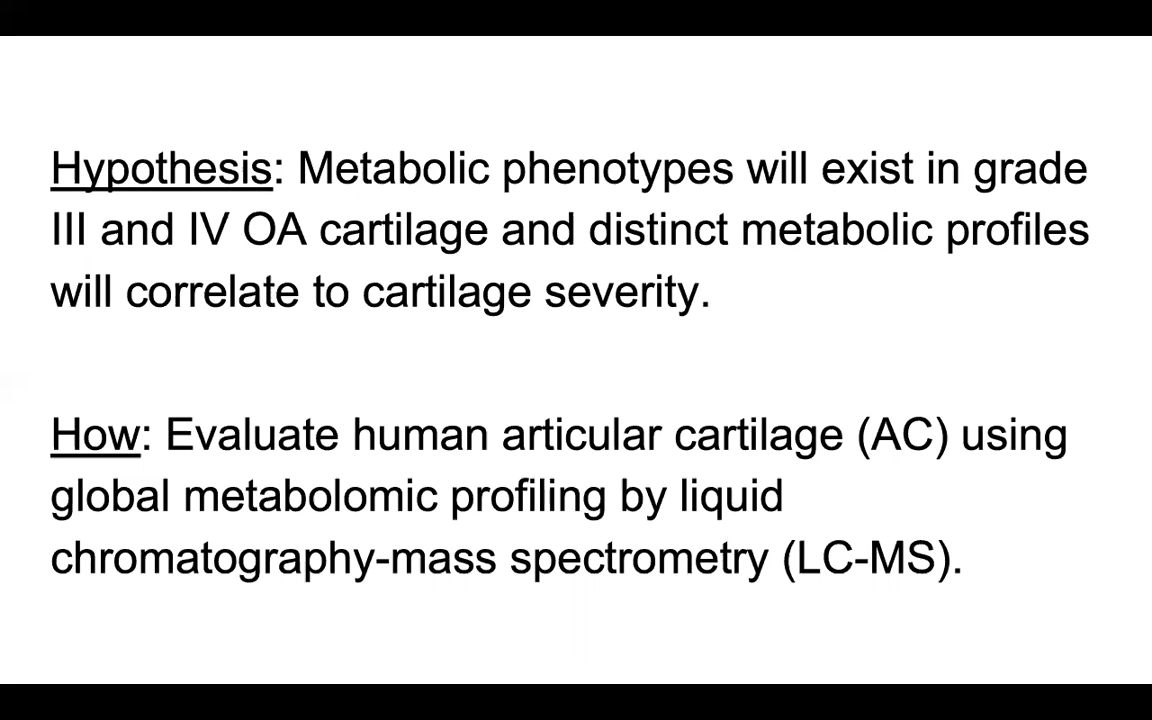 Hypothesis: Metabolic phenotypes will exist in grade
III and IV OA cartilage and distinct metabolic profiles
will correlate to cartilage severity.
How: Evaluate human articular cartilage (AC) using
global metabolomic profiling by liquid
chromatography-mass spectrometry (LC-MS).